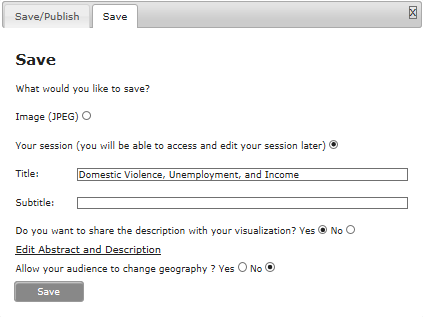 Save/Publish Save X
Save
What would you like to save?
Image (JPEG)
Your session (you will be able to access and edit your session later)
Title: Domestic Violence, Unemployment, and Income
Subtitle:
Do you want to share the description with your visualization? Yes No
Edit Abstract and Description
Allow your audience to change geography ? Yes No
Save